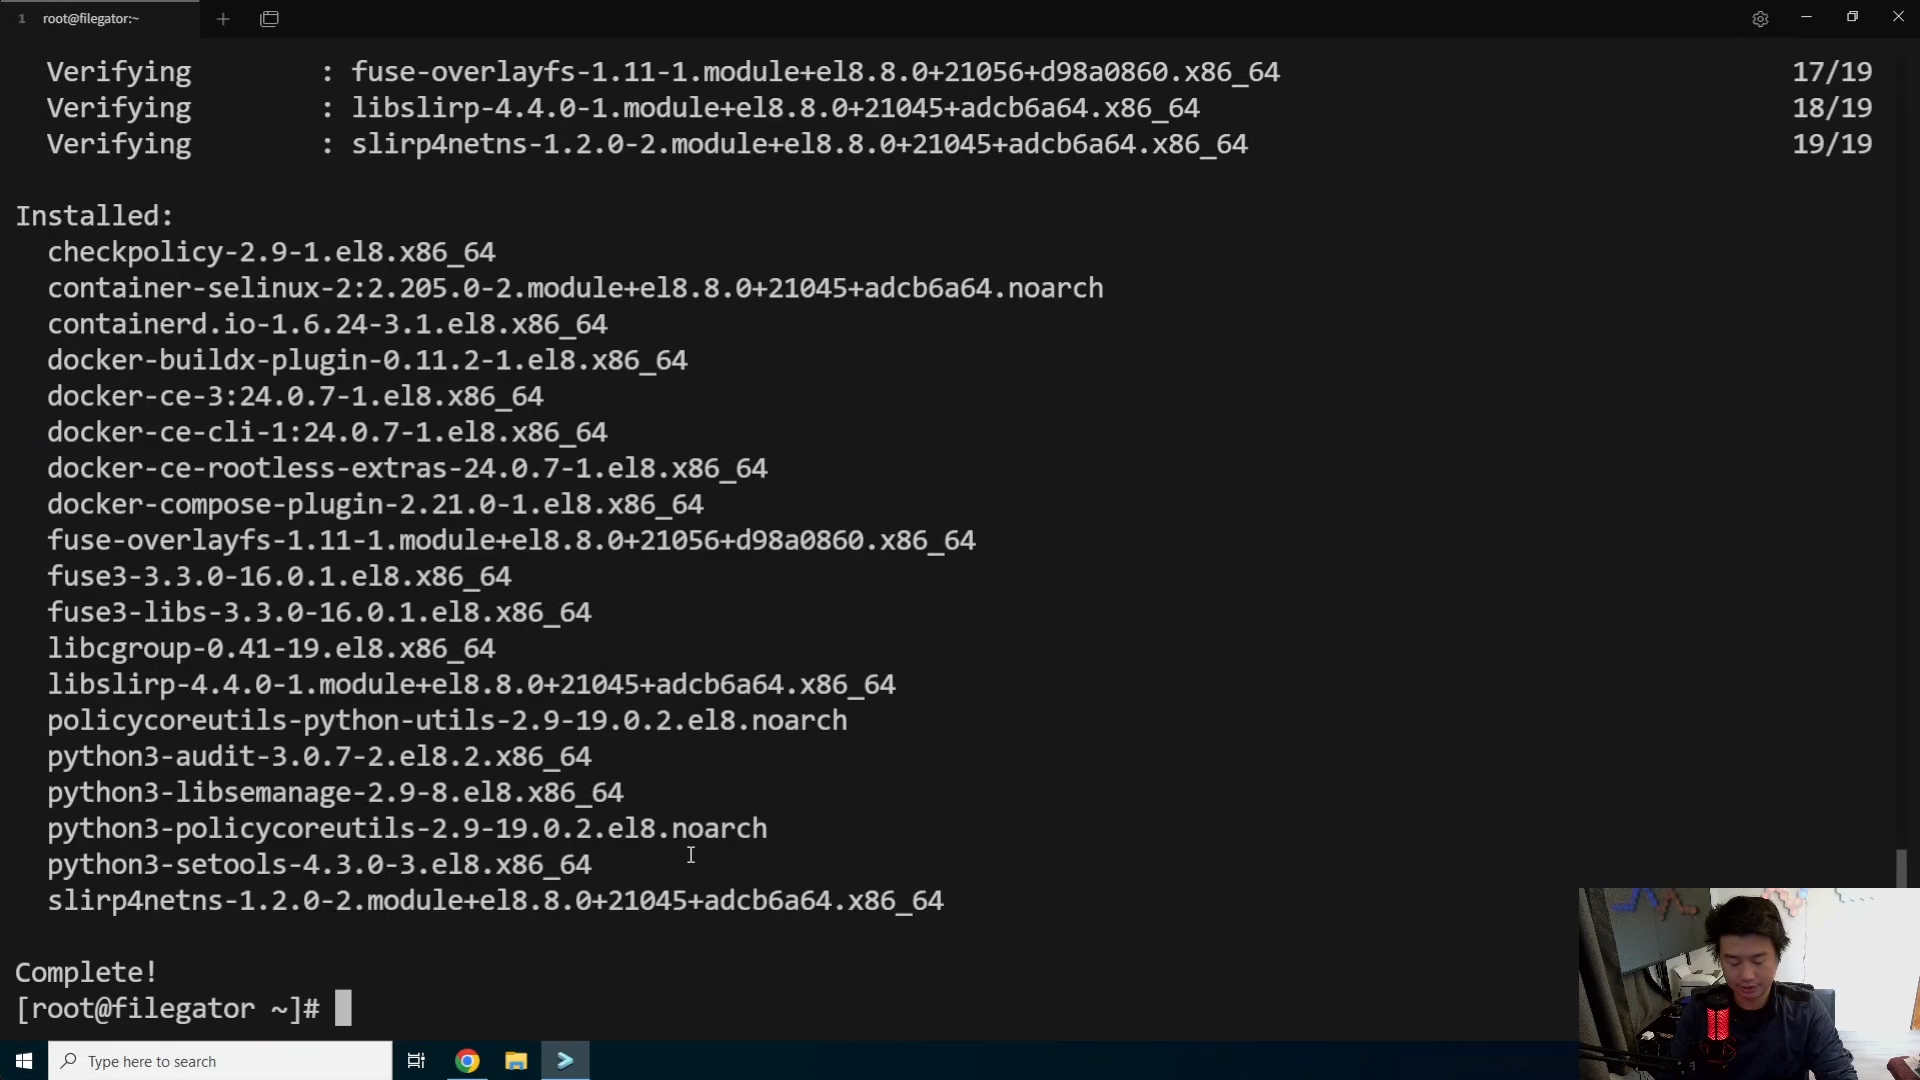 1 root@filegator:~
Verifying : fuse-overlayfs-1.11-1.module+el8.8.0+21056+d98a0860.x86_64 17/19
Verifying : libslirp-4.4.0-1.module+el8.8.0+21045+adcb6a64.x86_64 18/19
Verifying : slirp4netns-1.2.0-2.module+el8.8.0+21045+adcb6a64.x86_64 19/19
Installed:
checkpolicy-2.9-1.el8.x86_64
container-selinux-2:2.205.0-2.module+el8.8.0+21045+adcb6a64.noarch
containerd.io-1.6.24-3.1.el8.x86_64
docker-buildx-plugin-0.11.2-1.el8.x86_64
docker-ce-3:24.0.7-1.el8.x86_64
docker-ce-cli-1:24.0.7-1.el8.x86_64
docker-ce-rootless-extras-24.0.7-1.el8.x86_64
docker-compose-plugin-2.21.0-1.el8.x86_64
fuse-overlayfs-1.11-1.module+el8.8.0+21056+d98a0860.x86_64
fuse3-3.3.0-16.0.1.el8.x86_64
fuse3-libs-3.3.0-16.0.1.el8.x86_64
libcgroup-0.41-19.el8.x86_64
libslirp-4.4.0-1.module+el8.8.0+21045+adcb6a64.x86_64
policycoreutils-python-utils-2.9-19.0.2.el8.noarch
python3-audit-3.0.7-2.el8.2.x86_64
python3-libsemanage-2.9-8.el8.x86_64
python3-policycoreutils-2.9-19.0.2.el8.noarch
python3-setools-4.3.0-3.el8.x86_64
slirp4netns-1.2.0-2.module+el8.8.0+21045+adcb6a64.x86_64
Complete!
[root@filegator ~]#
Type here to search